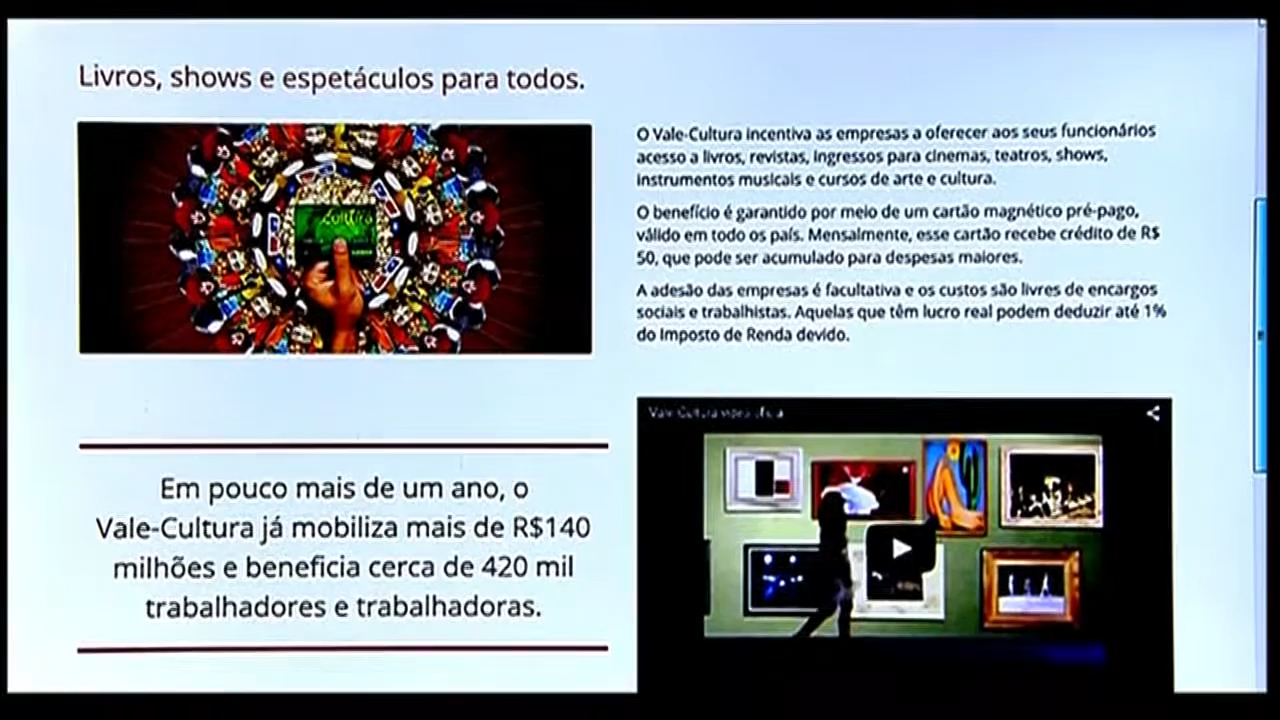 Livros, shows e espetáculos para todos.
Cultura
O Vale-Cultura incentiva as empresas a oferecer aos seus funcionários
acesso a livros, revistas, ingressos para cinemas, teatros, shows,
instrumentos musicais e cursos de arte e cultura.
O benefício é garantido por meio de um cartão magnético pré-pago,
válido em todo os país. Mensalmente, esse cartão recebe crédito de R$
50, que pode ser acumulado para despesas maiores.
A adesão das empresas é facultativa e os custos são livres de encargos
sociais e trabalhistas. Aquelas que têm lucro real podem deduzir até 1%
do Imposto de Renda devido.
Em pouco mais de um ano, o
Vale-Cultura já mobiliza mais de R$140
milhões e beneficia cerca de 420 mil
trabalhadores e trabalhadoras.
Vale-Cultura